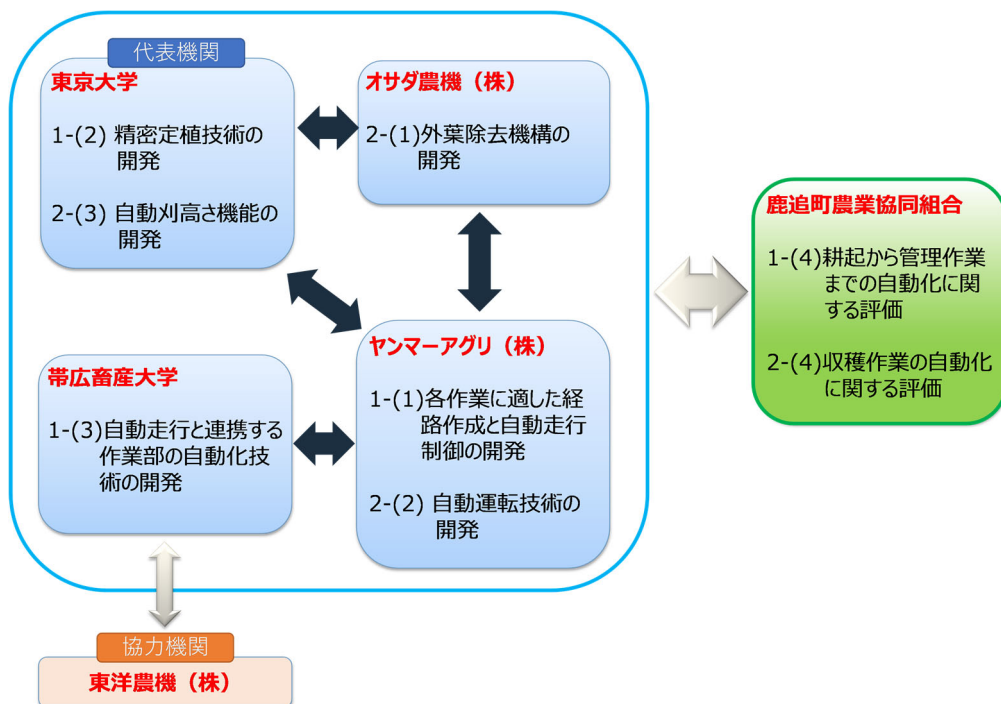 代表機関
東京大学
1-(2) 精密定植技術の
開発
2-(3) 自動刈高さ機能の
開発
オサダ農機（株）
2-(1)外葉除去機構の
開発
帯広畜産大学
1-(3)自動走行と連携する
作業部の自動化技
術の開発
ヤンマーアグリ（株）
1-(1)各作業に適した経
路作成と自動走行
制御の開発
2-(2) 自動運転技術の
開発
鹿追町農業協同組合
1-(4)耕起から管理作業
までの自動化に関
する評価
2-(4)収穫作業の自動化
に関する評価
協力機関
東洋農機（株）